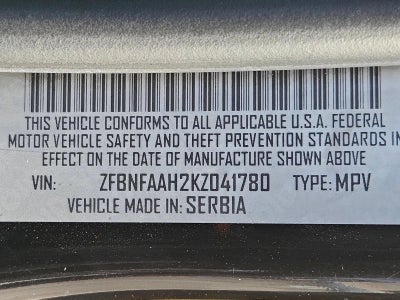 THIS VEHICLE CONFORMS TO ALL APPLICABLE U.S.A. FEDERAL
MOTOR VEHICLE SAFETY AND THEFT PREVENTION STANDARDS IN
EFFECT ON THE DATE OF MANUFACTURE SHOWN ABOVE
VIN: ZFBNFAAH2KZ041780 TYPE: MPV
VEHICLE MADE IN: SERBIA